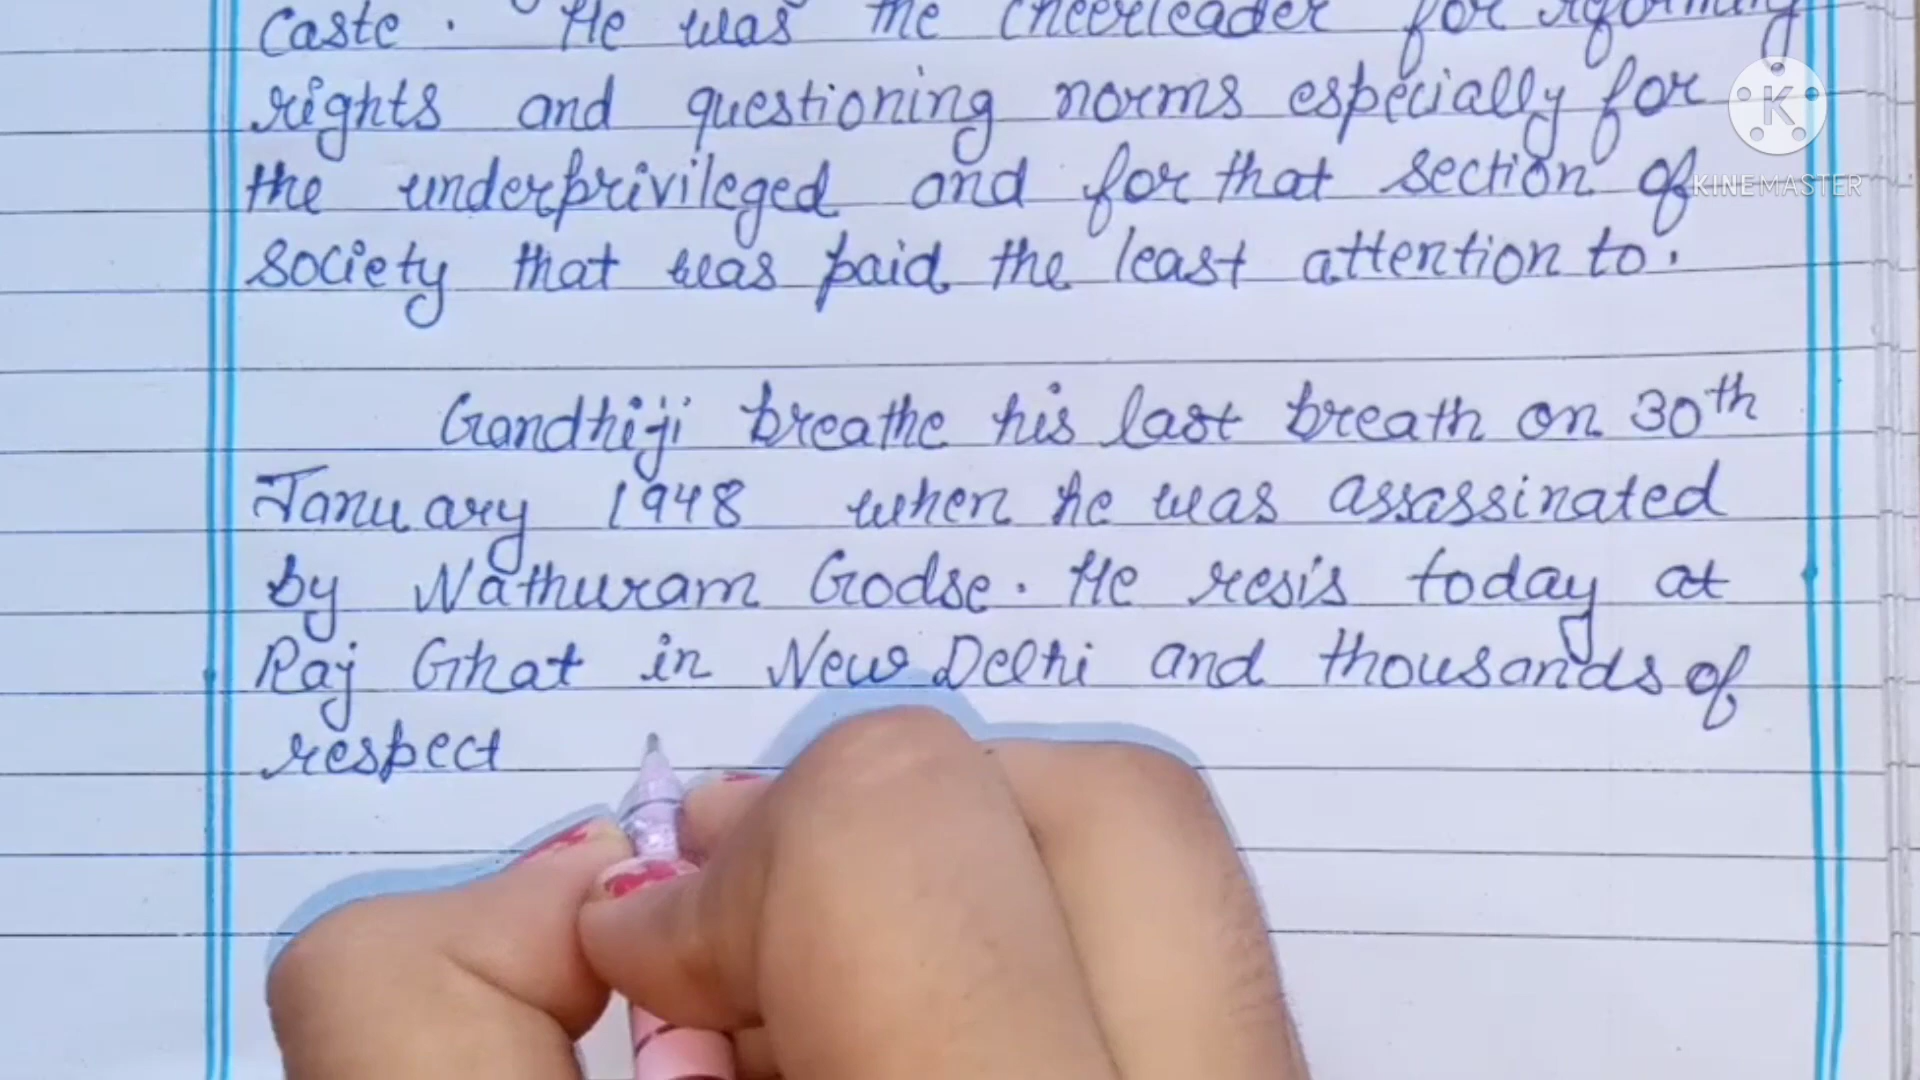 Caste. He was the cheerleader for reforming
rights and questioning norms especially for
the underprivileged and for that section of
society that was paid the least attention to.
Gandhiji breathe his last breath on 30th
January 1948 when he was assassinated
by Nathuram Godse. He resis today at
Raj Ghat in New Delhi and thousands of
respect
K
KINEMASTER